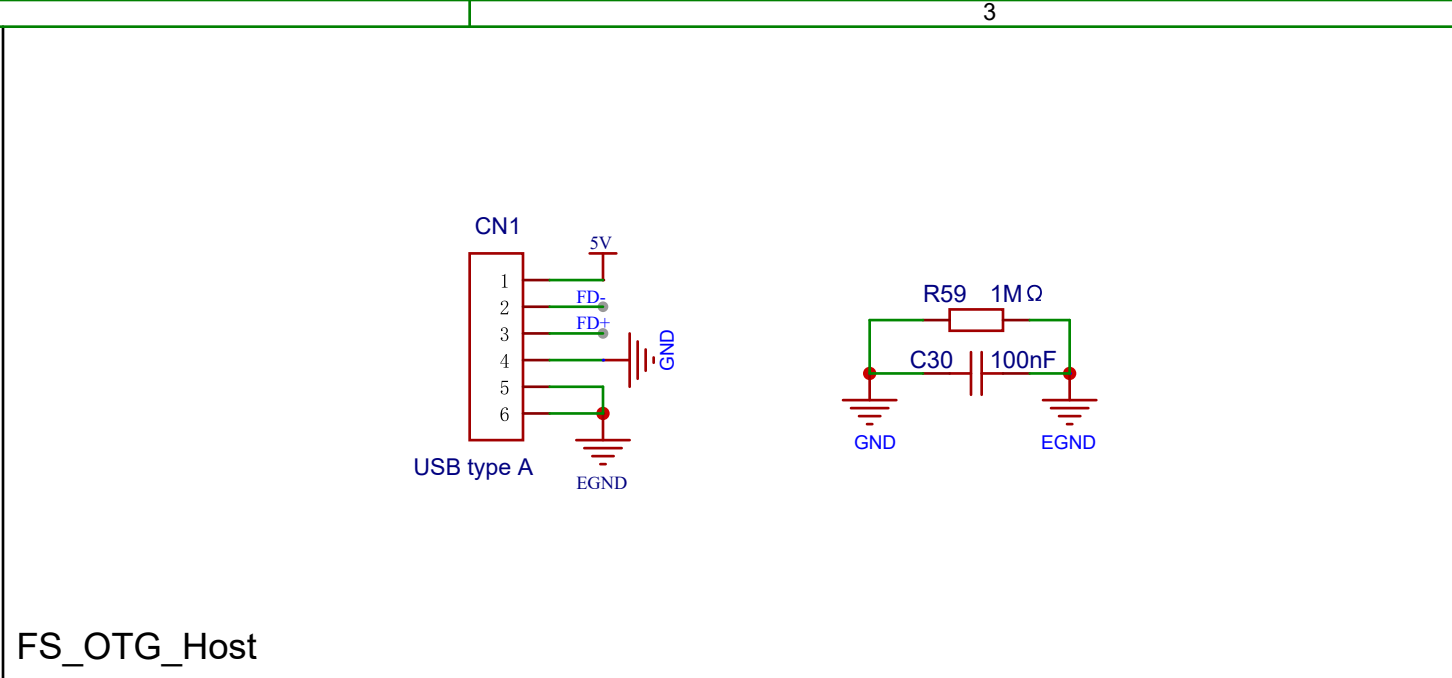 3
CN1
5V
1
FD-
2
FD+
3
GND
4
5
6
USB type A
EGND
R59 1MΩ
C30 100nF
GND
EGND
FS_OTG_Host